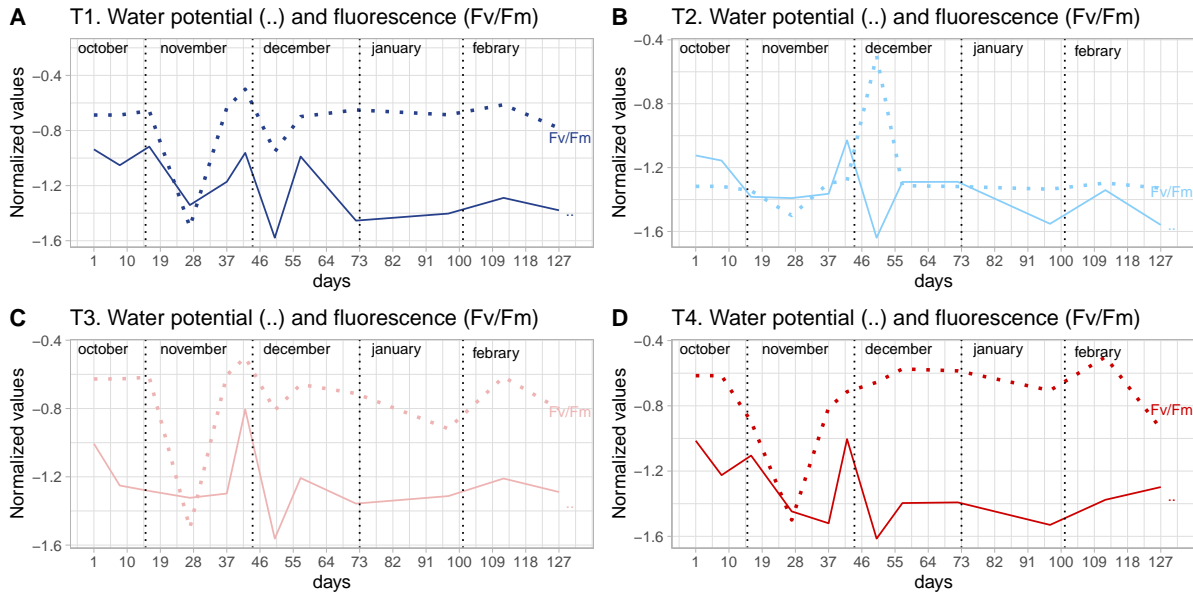 A T1. Water potential (..) and fluorescence (Fv/Fm)
october november december january febrary
−0.4
−0.8
−1.2
−1.6
Normalized values
Fv/Fm
..
1 10 19 28 37 46 55 64 73 82 91 100 109 118 127
days
B T2. Water potential (..) and fluorescence (Fv/Fm)
october november december january febrary
−0.4
−0.8
−1.2
−1.6
Normalized values
Fv/Fm
..
1 10 19 28 37 46 55 64 73 82 91 100 109 118 127
days
C T3. Water potential (..) and fluorescence (Fv/Fm)
october november december january febrary
−0.4
−0.8
−1.2
−1.6
Normalized values
Fv/Fm
..
1 10 19 28 37 46 55 64 73 82 91 100 109 118 127
days
D T4. Water potential (..) and fluorescence (Fv/Fm)
october november december january febrary
−0.4
−0.8
−1.2
−1.6
Normalized values
Fv/Fm
..
1 10 19 28 37 46 55 64 73 82 91 100 109 118 127
days